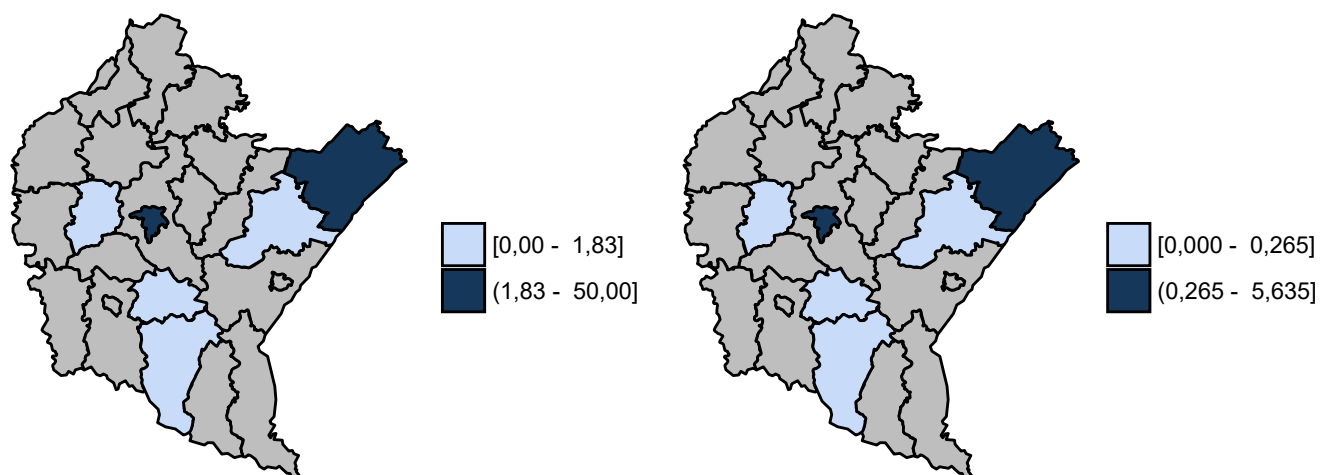 [0,00 - 1,83]
(1,83 - 50,00]
[0,000 - 0,265]
(0,265 - 5,635]